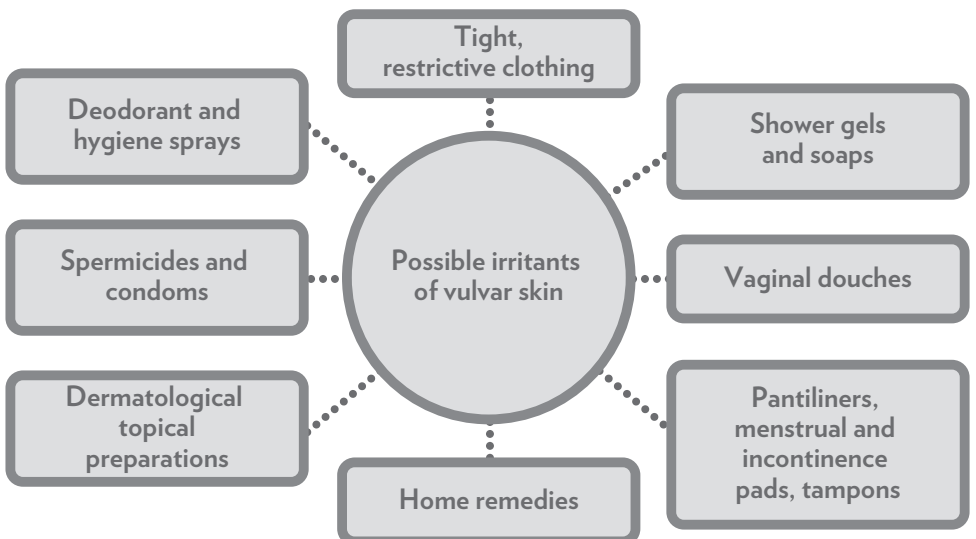 Tight,
restrictive clothing
Deodorant and
hygiene sprays
Shower gels
and soaps
Spermicides and
condoms
Possible irritants
of vulvar skin
Vaginal douches
Dermatological
topical
preparations
Pantiliners,
menstrual and
incontinence
pads, tampons
Home remedies